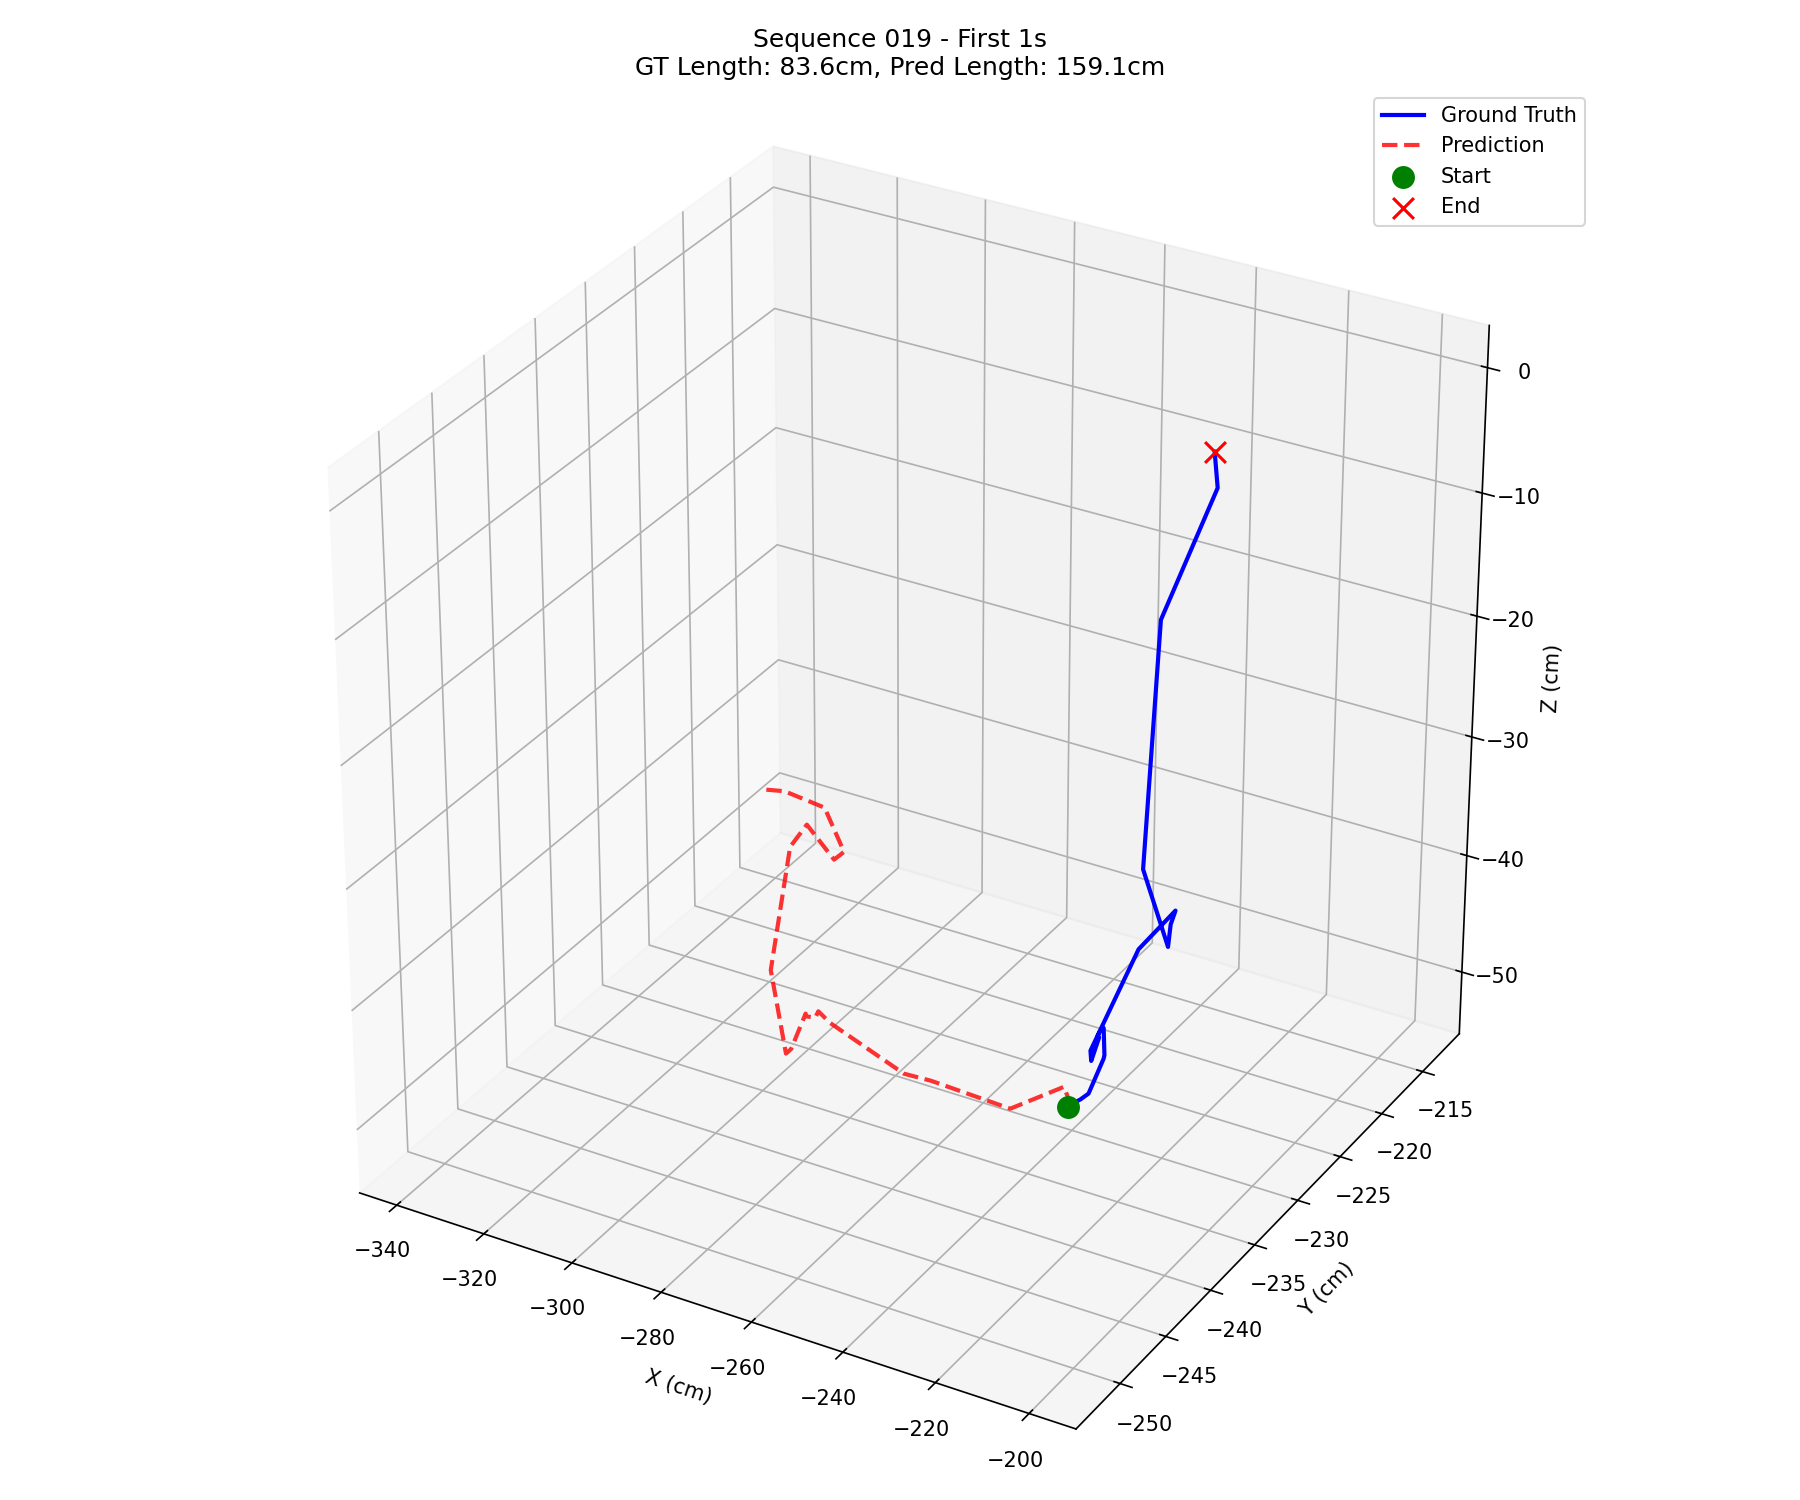 Sequence 019 - First 1s
GT Length: 83.6cm, Pred Length: 159.1cm
Ground Truth
Prediction
Start
End
0
−10
−20
−30
−40
−50
Z (cm)
−215
−220
−225
−230
−235
−240
−245
−250
Y (cm)
−340
−320
−300
−280
−260
−240
−220
−200
X (cm)